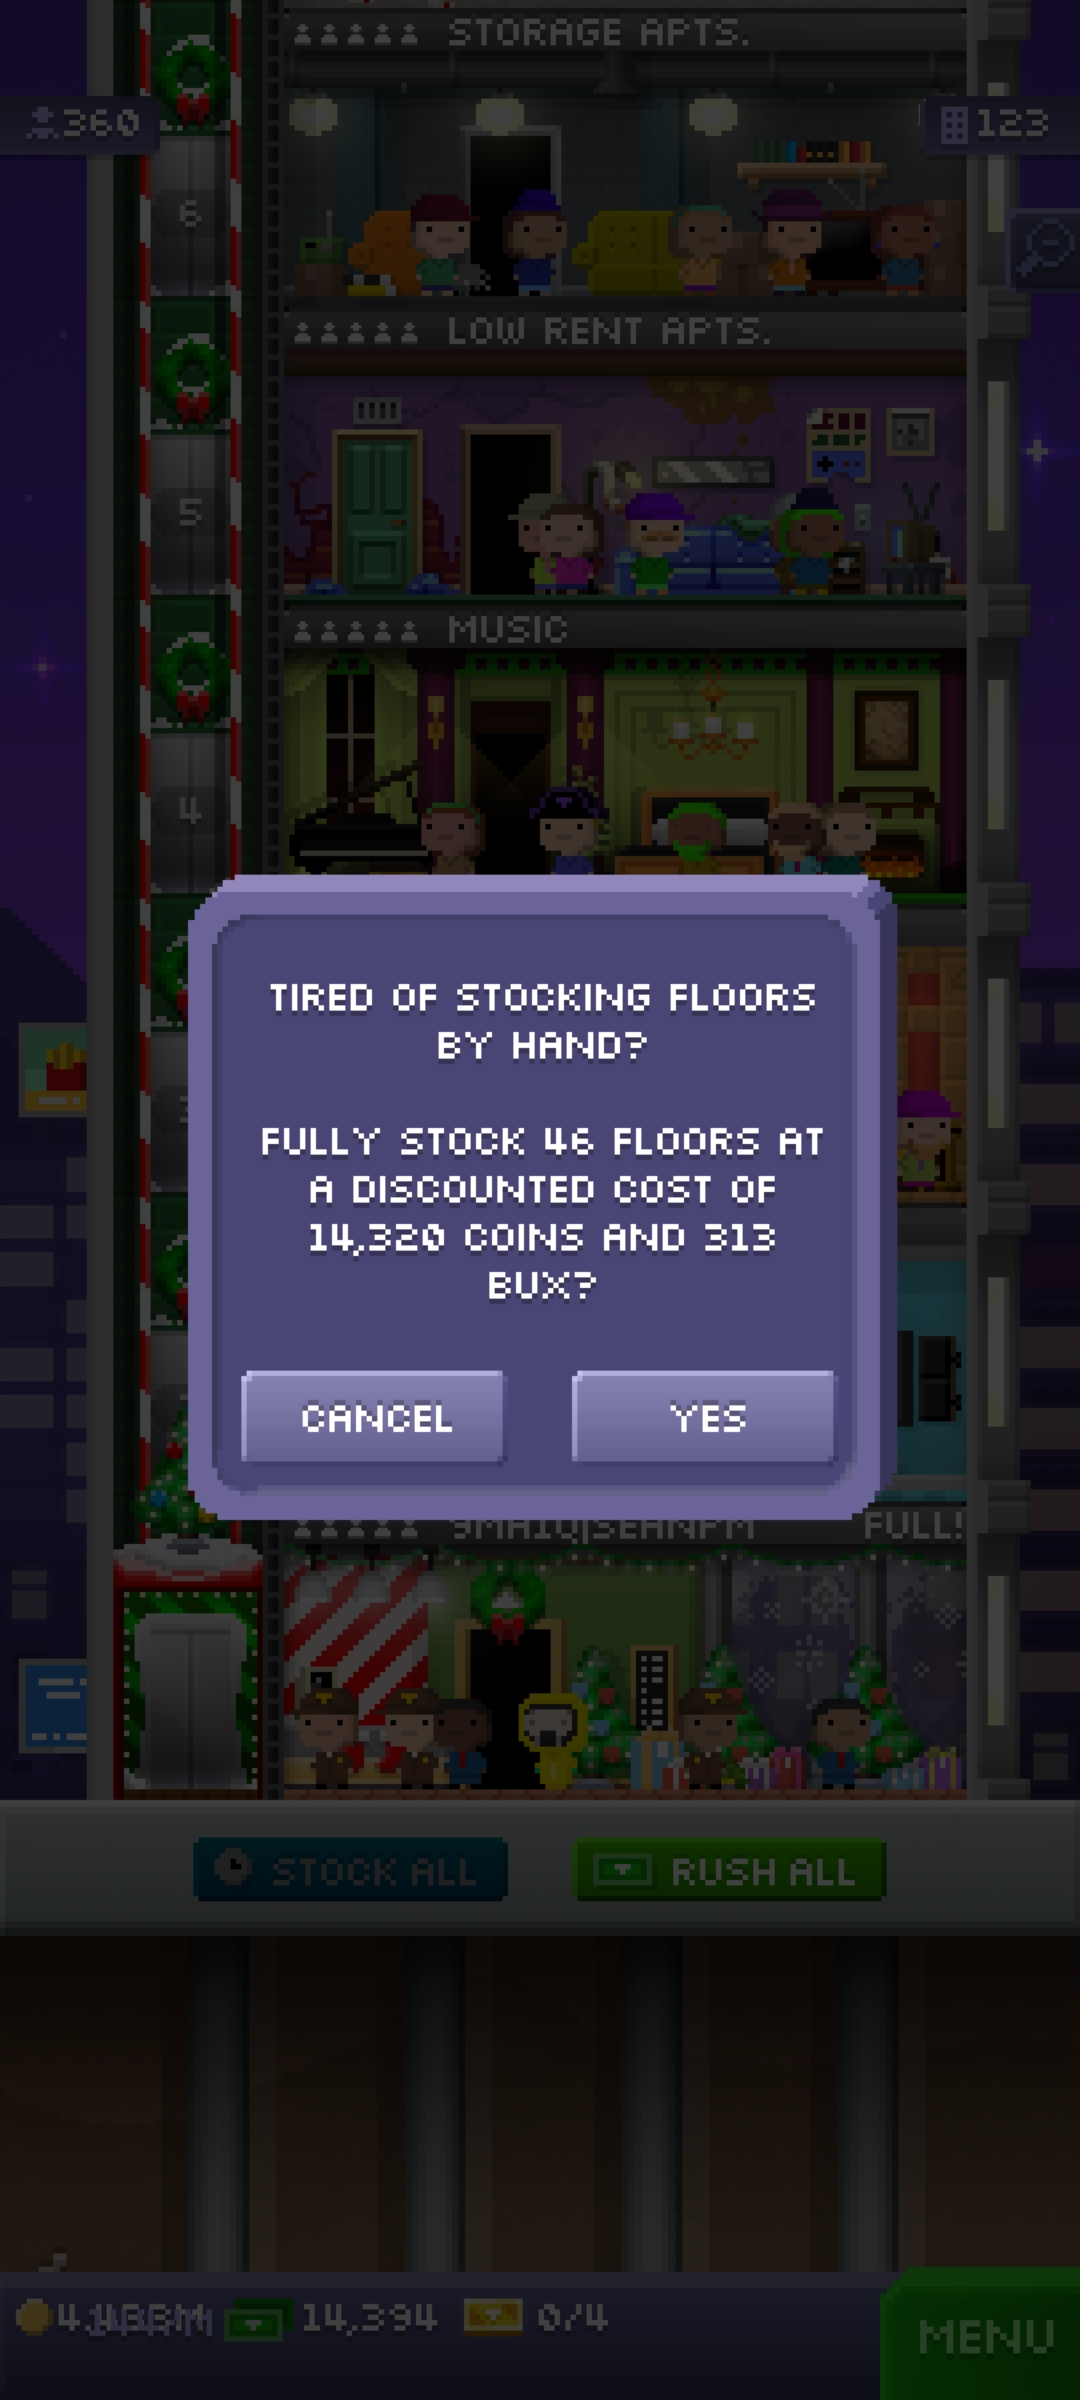 STORAGE APTS.
360
123
6
LOW RENT APTS.
5
MUSIC
4
TIRED OF STOCKING FLOORS
BY HAND?
FULLY STOCK 46 FLOORS AT
A DISCOUNTED COST OF
14,320 COINS AND 313
BUX?
CANCEL
YES
FULL!
STOCK ALL
RUSH ALL
14,394
0/4
MENU